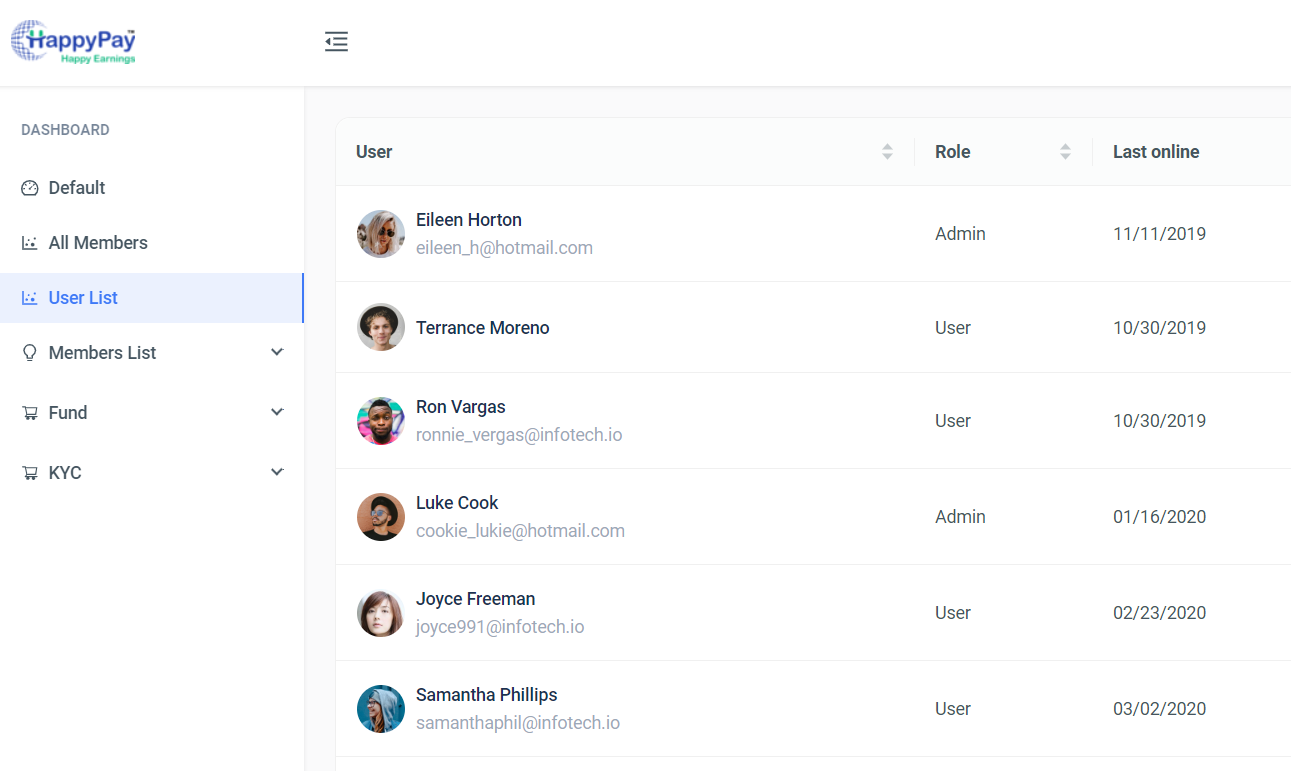 HappyPay™
Happy Earnings
DASHBOARD
Default
All Members
User List
Members List
Fund
KYC
User Role Last online
Eileen Horton
eileen_h@hotmail.com
Admin 11/11/2019
Terrance Moreno User 10/30/2019
Ron Vargas
ronnie_vergas@infotech.io
User 10/30/2019
Luke Cook
cookie_lukie@hotmail.com
Admin 01/16/2020
Joyce Freeman
joyce991@infotech.io
User 02/23/2020
Samantha Phillips
samanthaphil@infotech.io
User 03/02/2020